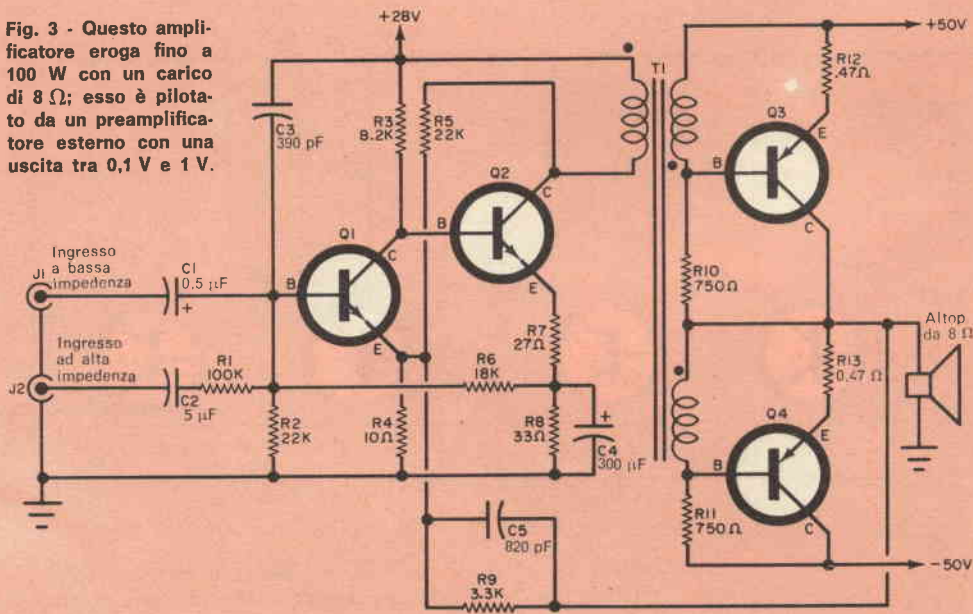 Fig. 3 - Questo ampli-
ficatore eroga fino a
100 W con un carico
di 8 Ω; esso è pilota-
to da un preamplifica-
tore esterno con una
uscita tra 0,1 V e 1 V.
+28V
+50V
T1
R12
.47Ω
C3
390 pF
R3
8.2K
R5
22K
Q3
B
E
C
Q2
B
C
E
Q1
B
C
E
J1
Ingresso
a bassa
impedenza
C1
0.5 μF
+
R10
750Ω
R7
27Ω
Altop.
da 8 Ω
J2
Ingresso
ad alta
impedenza
C2
5 μF
R1
100K
R6
18K
R13
0.47 Ω
R2
22K
R4
10Ω
R8
33Ω
+
C4
300 μF
Q4
B
E
C
R11
750Ω
C5
820 pF
R9
3.3K
-50V